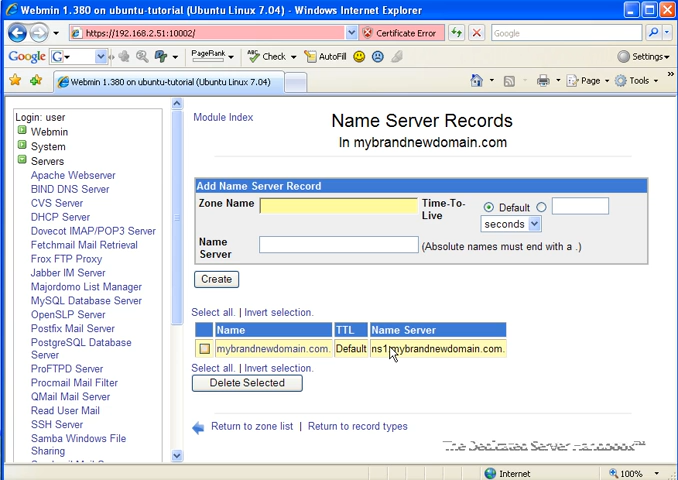 Webmin 1.380 on ubuntu-tutorial (Ubuntu Linux 7.04) - Windows Internet Explorer
https://192.168.2.51:10002/ Certificate Error Google
Google G PageRank Check AutoFill Settings
Webmin 1.380 on ubuntu-tutorial (Ubuntu Linux 7.04) Page Tools
Login: user
Webmin
System
Servers
Apache Webserver
BIND DNS Server
CVS Server
DHCP Server
Dovecot IMAP/POP3 Server
Fetchmail Mail Retrieval
Frox FTP Proxy
Jabber IM Server
Majordomo List Manager
MySQL Database Server
OpenSLP Server
Postfix Mail Server
PostgreSQL Database
Server
ProFTPD Server
Procmail Mail Filter
QMail Mail Server
Read User Mail
SSH Server
Samba Windows File
Sharing
Module Index
Name Server Records
In mybrandnewdomain.com
Add Name Server Record
Zone Name Time-To-Live Default
seconds
Name Server (Absolute names must end with a .)
Create
Select all. | Invert selection.
Name TTL Name Server
mybrandnewdomain.com. Default ns1.mybrandnewdomain.com.
Select all. | Invert selection.
Delete Selected
Return to zone list | Return to record types
The Dedicated Server Handbook™
Internet 100%